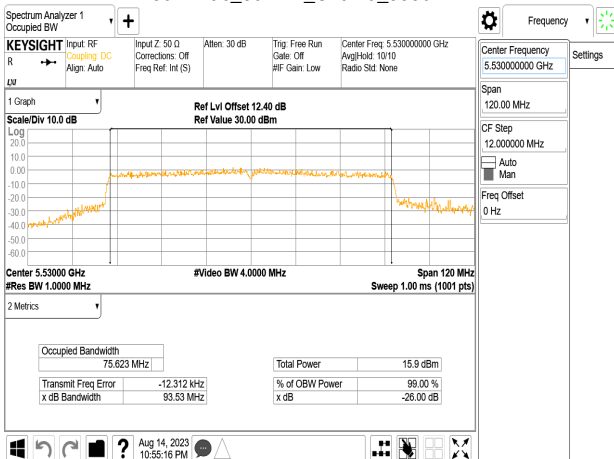 Spectrum Analyzer 1
Occupied BW
Frequency
KEYSIGHT
R
LXI
Input: RF
Coupling: DC
Align: Auto
Input Z: 50 Ω
Corrections: Off
Freq Ref: Int (S)
Atten: 30 dB
Trig: Free Run
Gate: Off
#IF Gain: Low
Center Freq: 5.530000000 GHz
Avg|Hold: 10/10
Radio Std: None
Center Frequency
5.530000000 GHz
Settings
Span
120.00 MHz
CF Step
12.000000 MHz
Auto
Man
Freq Offset
0 Hz
1 Graph
Scale/Div 10.0 dB
Ref Lvl Offset 12.40 dB
Ref Value 30.00 dBm
Log
20.0
10.0
0.00
-10.0
-20.0
-30.0
-40.0
-50.0
-60.0
Center 5.53000 GHz
#Video BW 4.0000 MHz
Span 120 MHz
#Res BW 1.0000 MHz
Sweep 1.00 ms (1001 pts)
2 Metrics
Occupied Bandwidth
75.623 MHz
Total Power 15.9 dBm
Transmit Freq Error -12.312 kHz
% of OBW Power 99.00 %
x dB Bandwidth 93.53 MHz
x dB -26.00 dB
Aug 14, 2023
10:55:16 PM